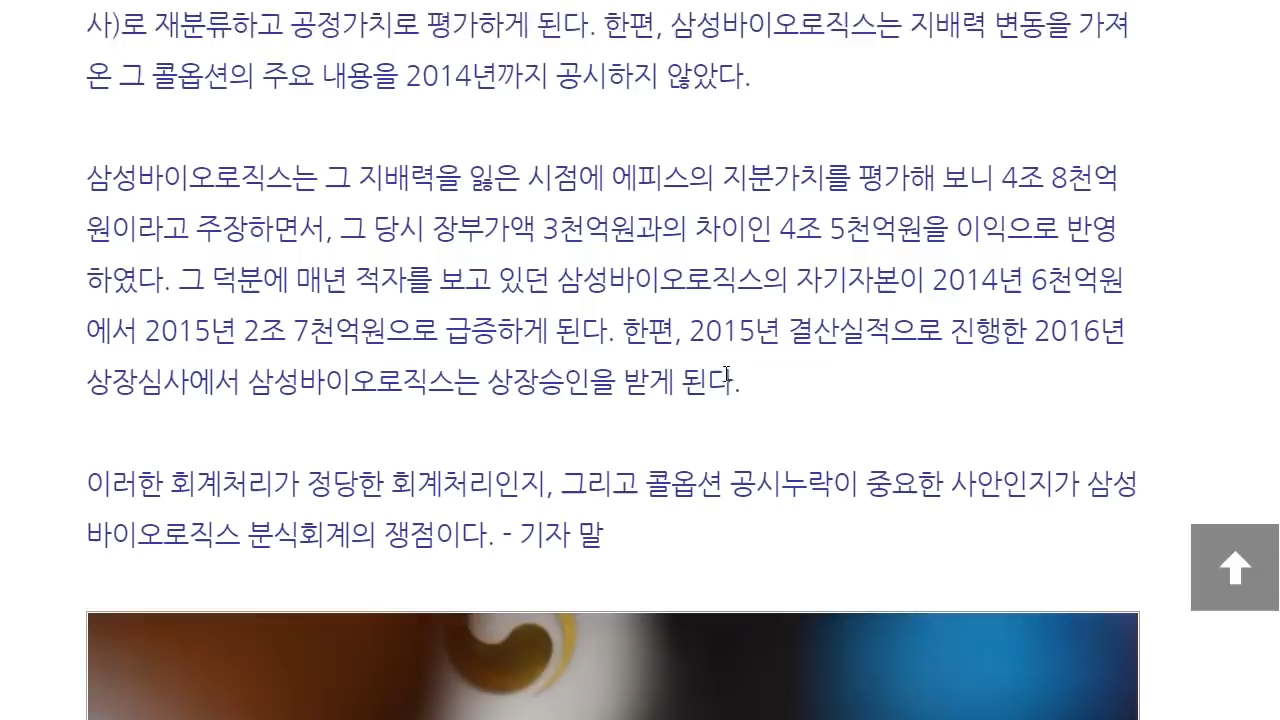 사)로 재분류하고 공정가치로 평가하게 된다. 한편, 삼성바이오로직스는 지배력 변동을 가져
온 그 콜옵션의 주요 내용을 2014년까지 공시하지 않았다.
삼성바이오로직스는 그 지배력을 잃은 시점에 에피스의 지분가치를 평가해 보니 4조 8천억
원이라고 주장하면서, 그 당시 장부가액 3천억원과의 차이인 4조 5천억원을 이익으로 반영
하였다. 그 덕분에 매년 적자를 보고 있던 삼성바이오로직스의 자기자본이 2014년 6천억원
에서 2015년 2조 7천억원으로 급증하게 된다. 한편, 2015년 결산실적으로 진행한 2016년
상장심사에서 삼성바이오로직스는 상장승인을 받게 된다.
이러한 회계처리가 정당한 회계처리인지, 그리고 콜옵션 공시누락이 중요한 사안인지가 삼성
바이오로직스 분식회계의 쟁점이다. - 기자 말